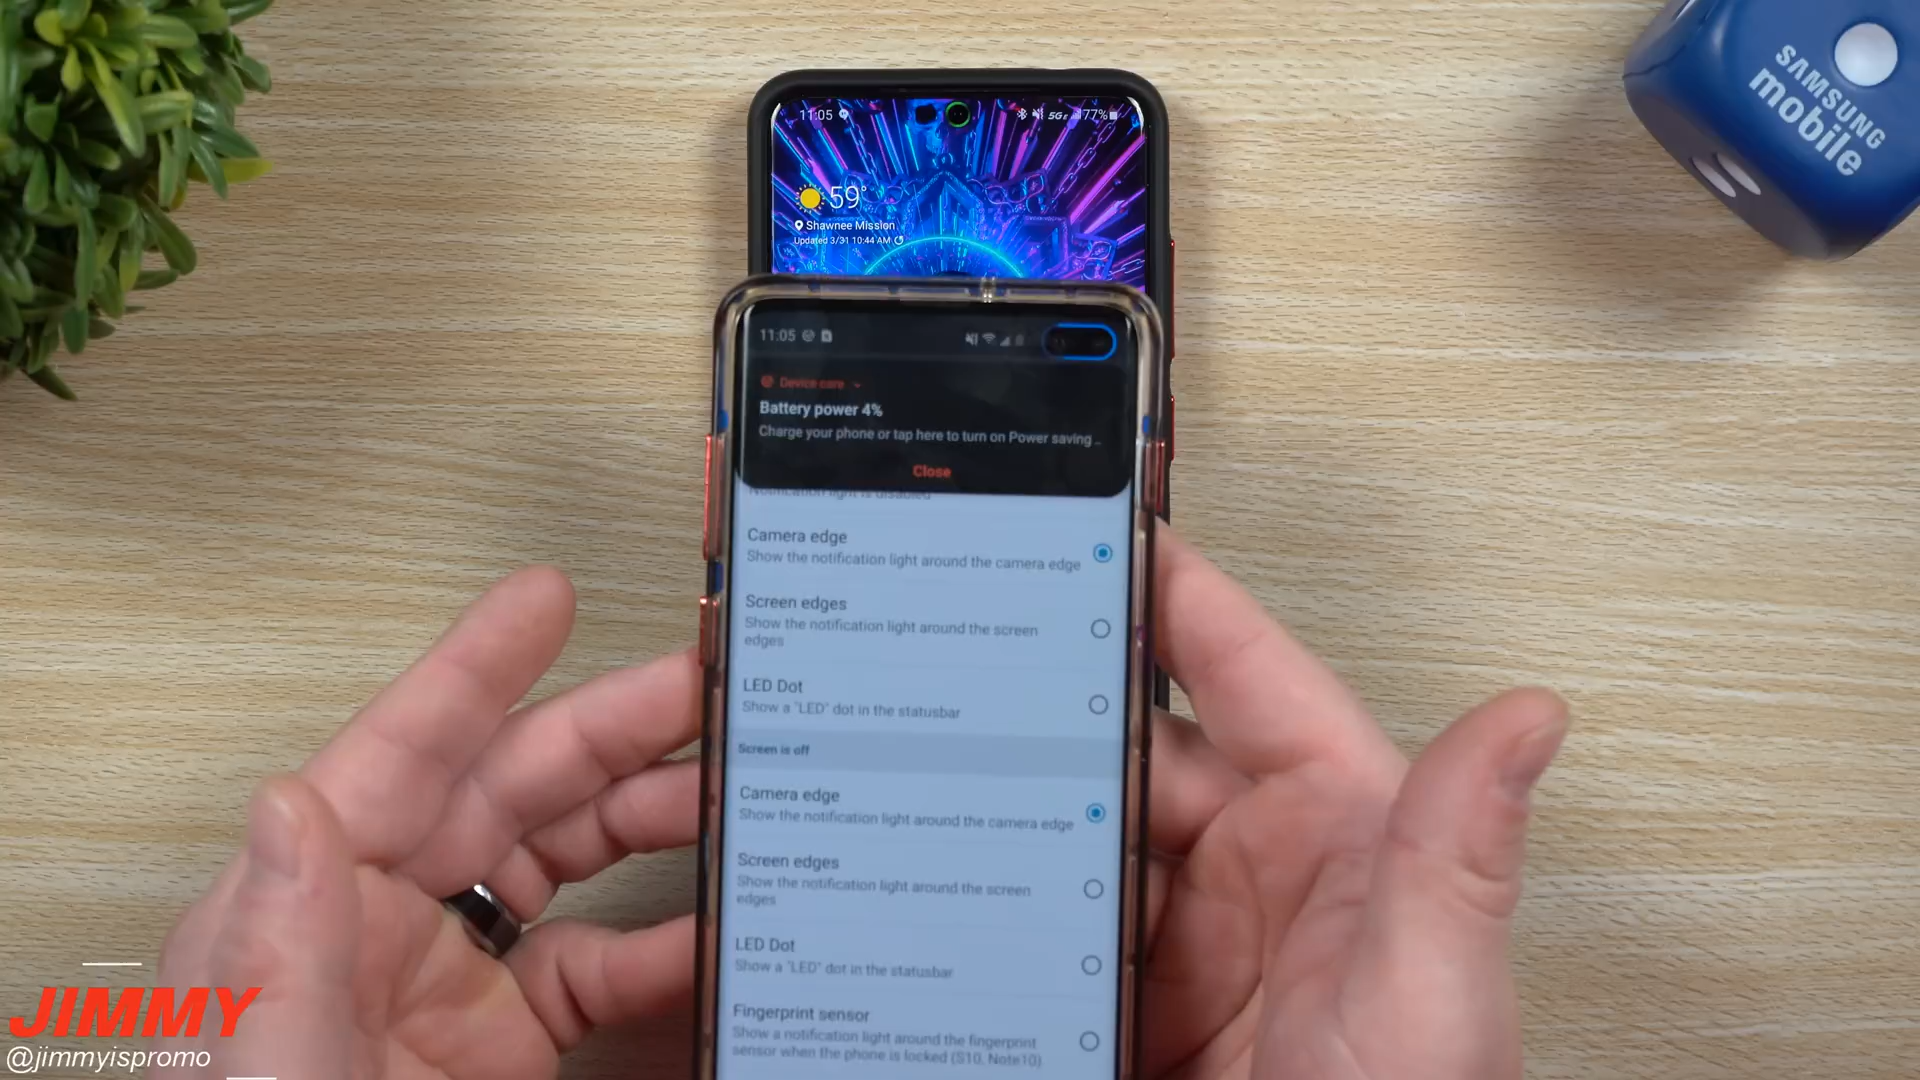 SAMSUNG
mobile
11:05
5GE 77%
59°
Shawnee Mission
Updated 3/31 10:44 AM
11:05
Device care
Battery power 4%
Charge your phone or tap here to turn on Power saving ..
Close
Notification light is disabled
Camera edge
Show the notification light around the camera edge
Screen edges
Show the notification light around the screen
edges
LED Dot
Show a "LED" dot in the statusbar
Screen is off
Camera edge
Show the notification light around the camera edge
Screen edges
Show the notification light around the screen
edges
LED Dot
Show a "LED" dot in the statusbar
Fingerprint sensor
Show a notification light around the fingerprint
sensor when the phone is locked (S10, Note10)
JIMMY
@jimmyispromo